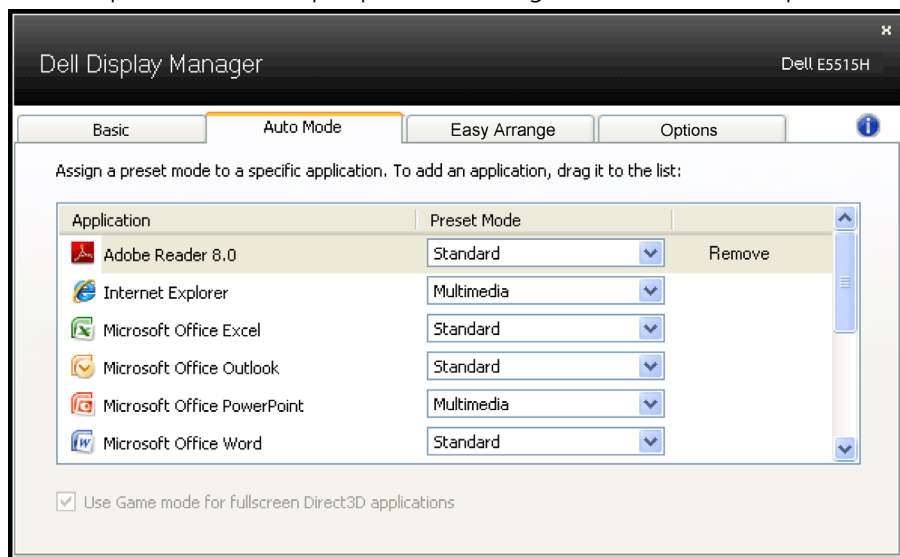 Dell Display Manager
Dell E5515H
Basic
Auto Mode
Easy Arrange
Options
Assign a preset mode to a specific application. To add an application, drag it to the list:
Application Preset Mode
Adobe Reader 8.0 Standard Remove
Internet Explorer Multimedia
Microsoft Office Excel Standard
Microsoft Office Outlook Standard
Microsoft Office PowerPoint Multimedia
Microsoft Office Word Standard
Use Game mode for fullscreen Direct3D applications